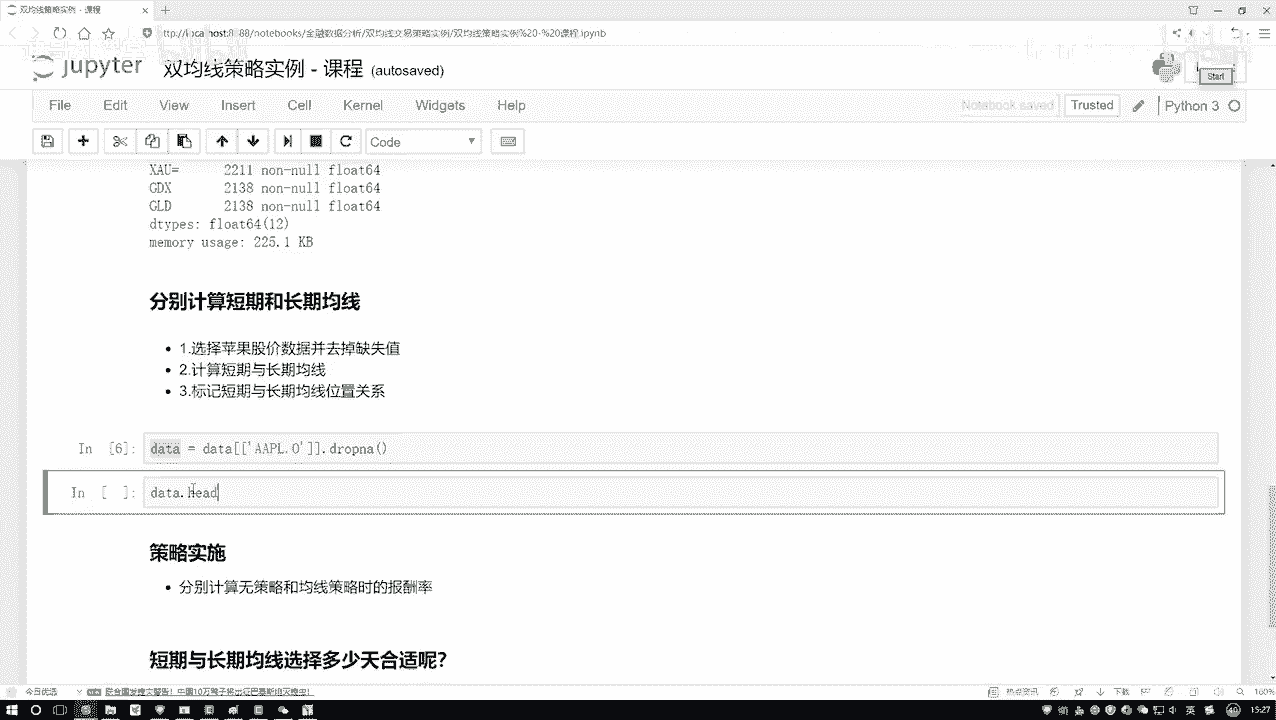 双均线策略实例 - 课程
localhost:8888/notebooks/金融数据分析/双均线交易策略实例/双均线策略实例%20-%20课程.ipynb
jupyter 双均线策略实例 - 课程 (autosaved)
Start
File Edit View Insert Cell Kernel Widgets Help
Notebook saved Trusted Python 3
Code
XAU= 2211 non-null float64
GDX 2138 non-null float64
GLD 2138 non-null float64
dtypes: float64(12)
memory usage: 225.1 KB
分别计算短期和长期均线
1.选择苹果股价数据并去掉缺失值
2.计算短期与长期均线
3.标记短期与长期均线位置关系
In [6]: data = data[['AAPL.O']].dropna()
In [ ]: data.head
策略实施
分别计算无策略和均线策略时的报酬率
短期与长期均线选择多少天合适呢?
今日优选
热点资讯 下载 160%
英 15:27